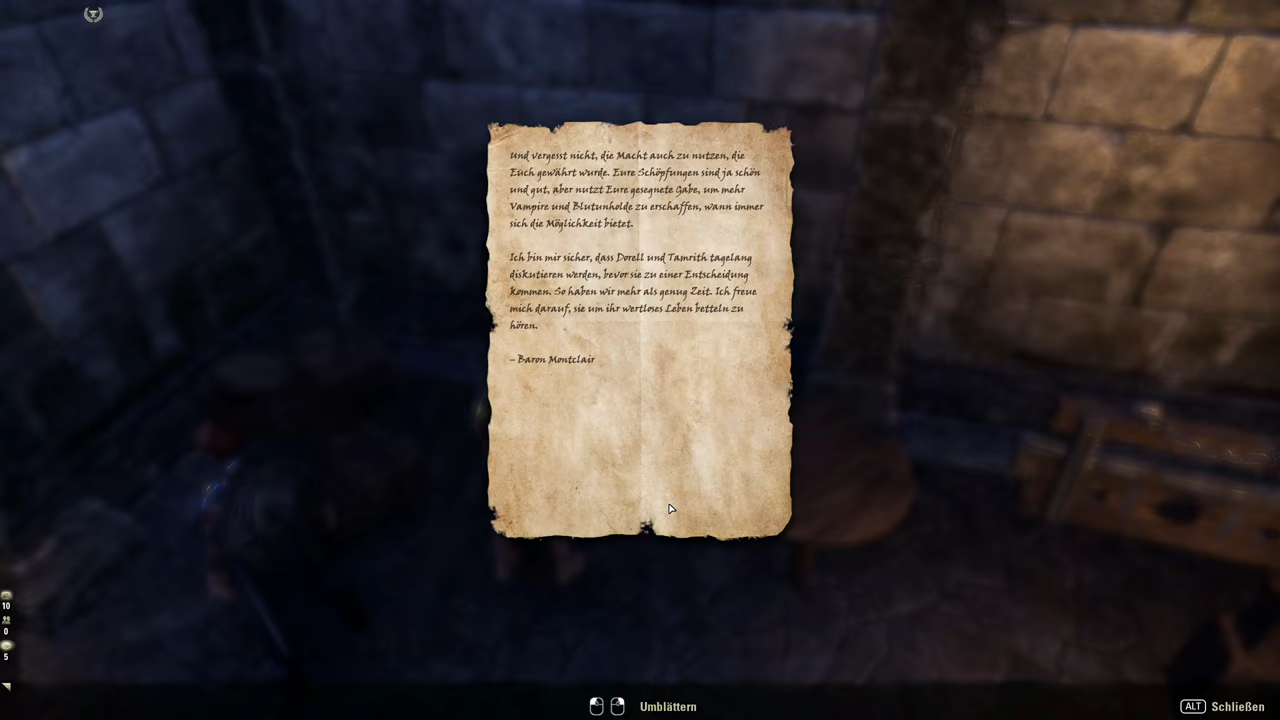 Und vergesst nicht, die Macht auch zu nutzen, die
Euch gewährt wurde. Eure Schöpfungen sind ja schön
und gut, aber nutzt Eure gesegnete Gabe, um mehr
Vampire und Blutunholde zu erschaffen, wann immer
sich die Möglichkeit bietet.
Ich bin mir sicher, dass Dorell und Tamrith tagelang
diskutieren werden, bevor sie zu einer Entscheidung
kommen. So haben wir mehr als genug Zeit. Ich freue
mich darauf, sie um ihr wertloses Leben betteln zu
hören.
– Baron Montclair
10
0
5
Umblättern
ALT Schließen